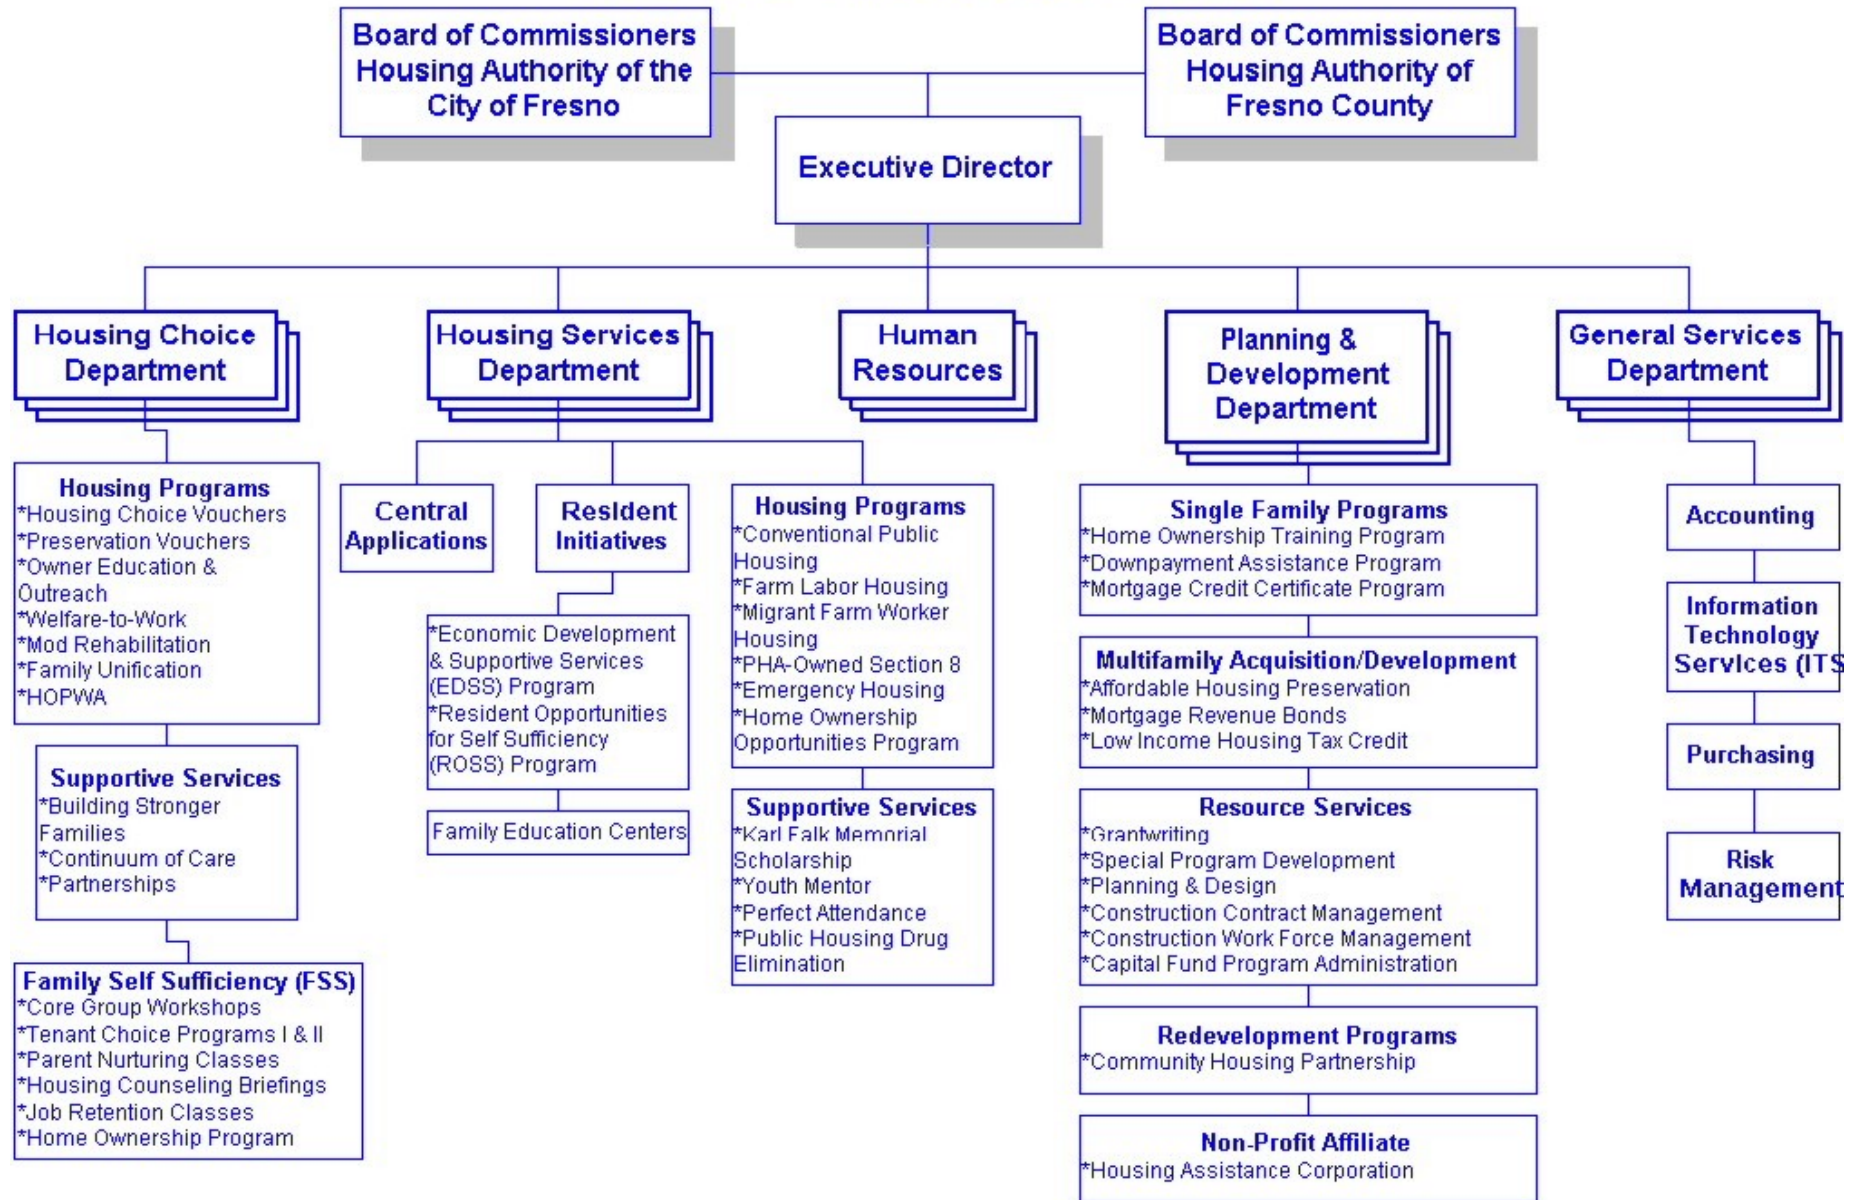 Board of Commissioners
Housing Authority of the
City of Fresno
Board of Commissioners
Housing Authority of
Fresno County
Executive Director
Housing Choice
Department
Housing Services
Department
Human
Resources
Planning &
Development
Department
General Services
Department
Housing Programs
*Housing Choice Vouchers
*Preservation Vouchers
*Owner Education &
Outreach
*Welfare-to-Work
*Mod Rehabilitation
*Family Unification
*HOPWA
Supportive Services
*Building Stronger
Families
*Continuum of Care
*Partnerships
Family Self Sufficiency (FSS)
*Core Group Workshops
*Tenant Choice Programs I & II
*Parent Nurturing Classes
*Housing Counseling Briefings
*Job Retention Classes
*Home Ownership Program
Central
Applications
Resident
Initiatives
*Economic Development
& Supportive Services
(EDSS) Program
*Resident Opportunities
for Self Sufficiency
(ROSS) Program
Family Education Centers
Housing Programs
*Conventional Public
Housing
*Farm Labor Housing
*Migrant Farm Worker
Housing
*PHA-Owned Section 8
*Emergency Housing
*Home Ownership
Opportunities Program
Supportive Services
*Karl Falk Memorial
Scholarship
*Youth Mentor
*Perfect Attendance
*Public Housing Drug
Elimination
Single Family Programs
*Home Ownership Training Program
*Downpayment Assistance Program
*Mortgage Credit Certificate Program
Multifamily Acquisition/Development
*Affordable Housing Preservation
*Mortgage Revenue Bonds
*Low Income Housing Tax Credit
Resource Services
*Grantwriting
*Special Program Development
*Planning & Design
*Construction Contract Management
*Construction Work Force Management
*Capital Fund Program Administration
Redevelopment Programs
*Community Housing Partnership
Non-Profit Affiliate
*Housing Assistance Corporation
Accounting
Information
Technology
Services (ITS
Purchasing
Risk
Management